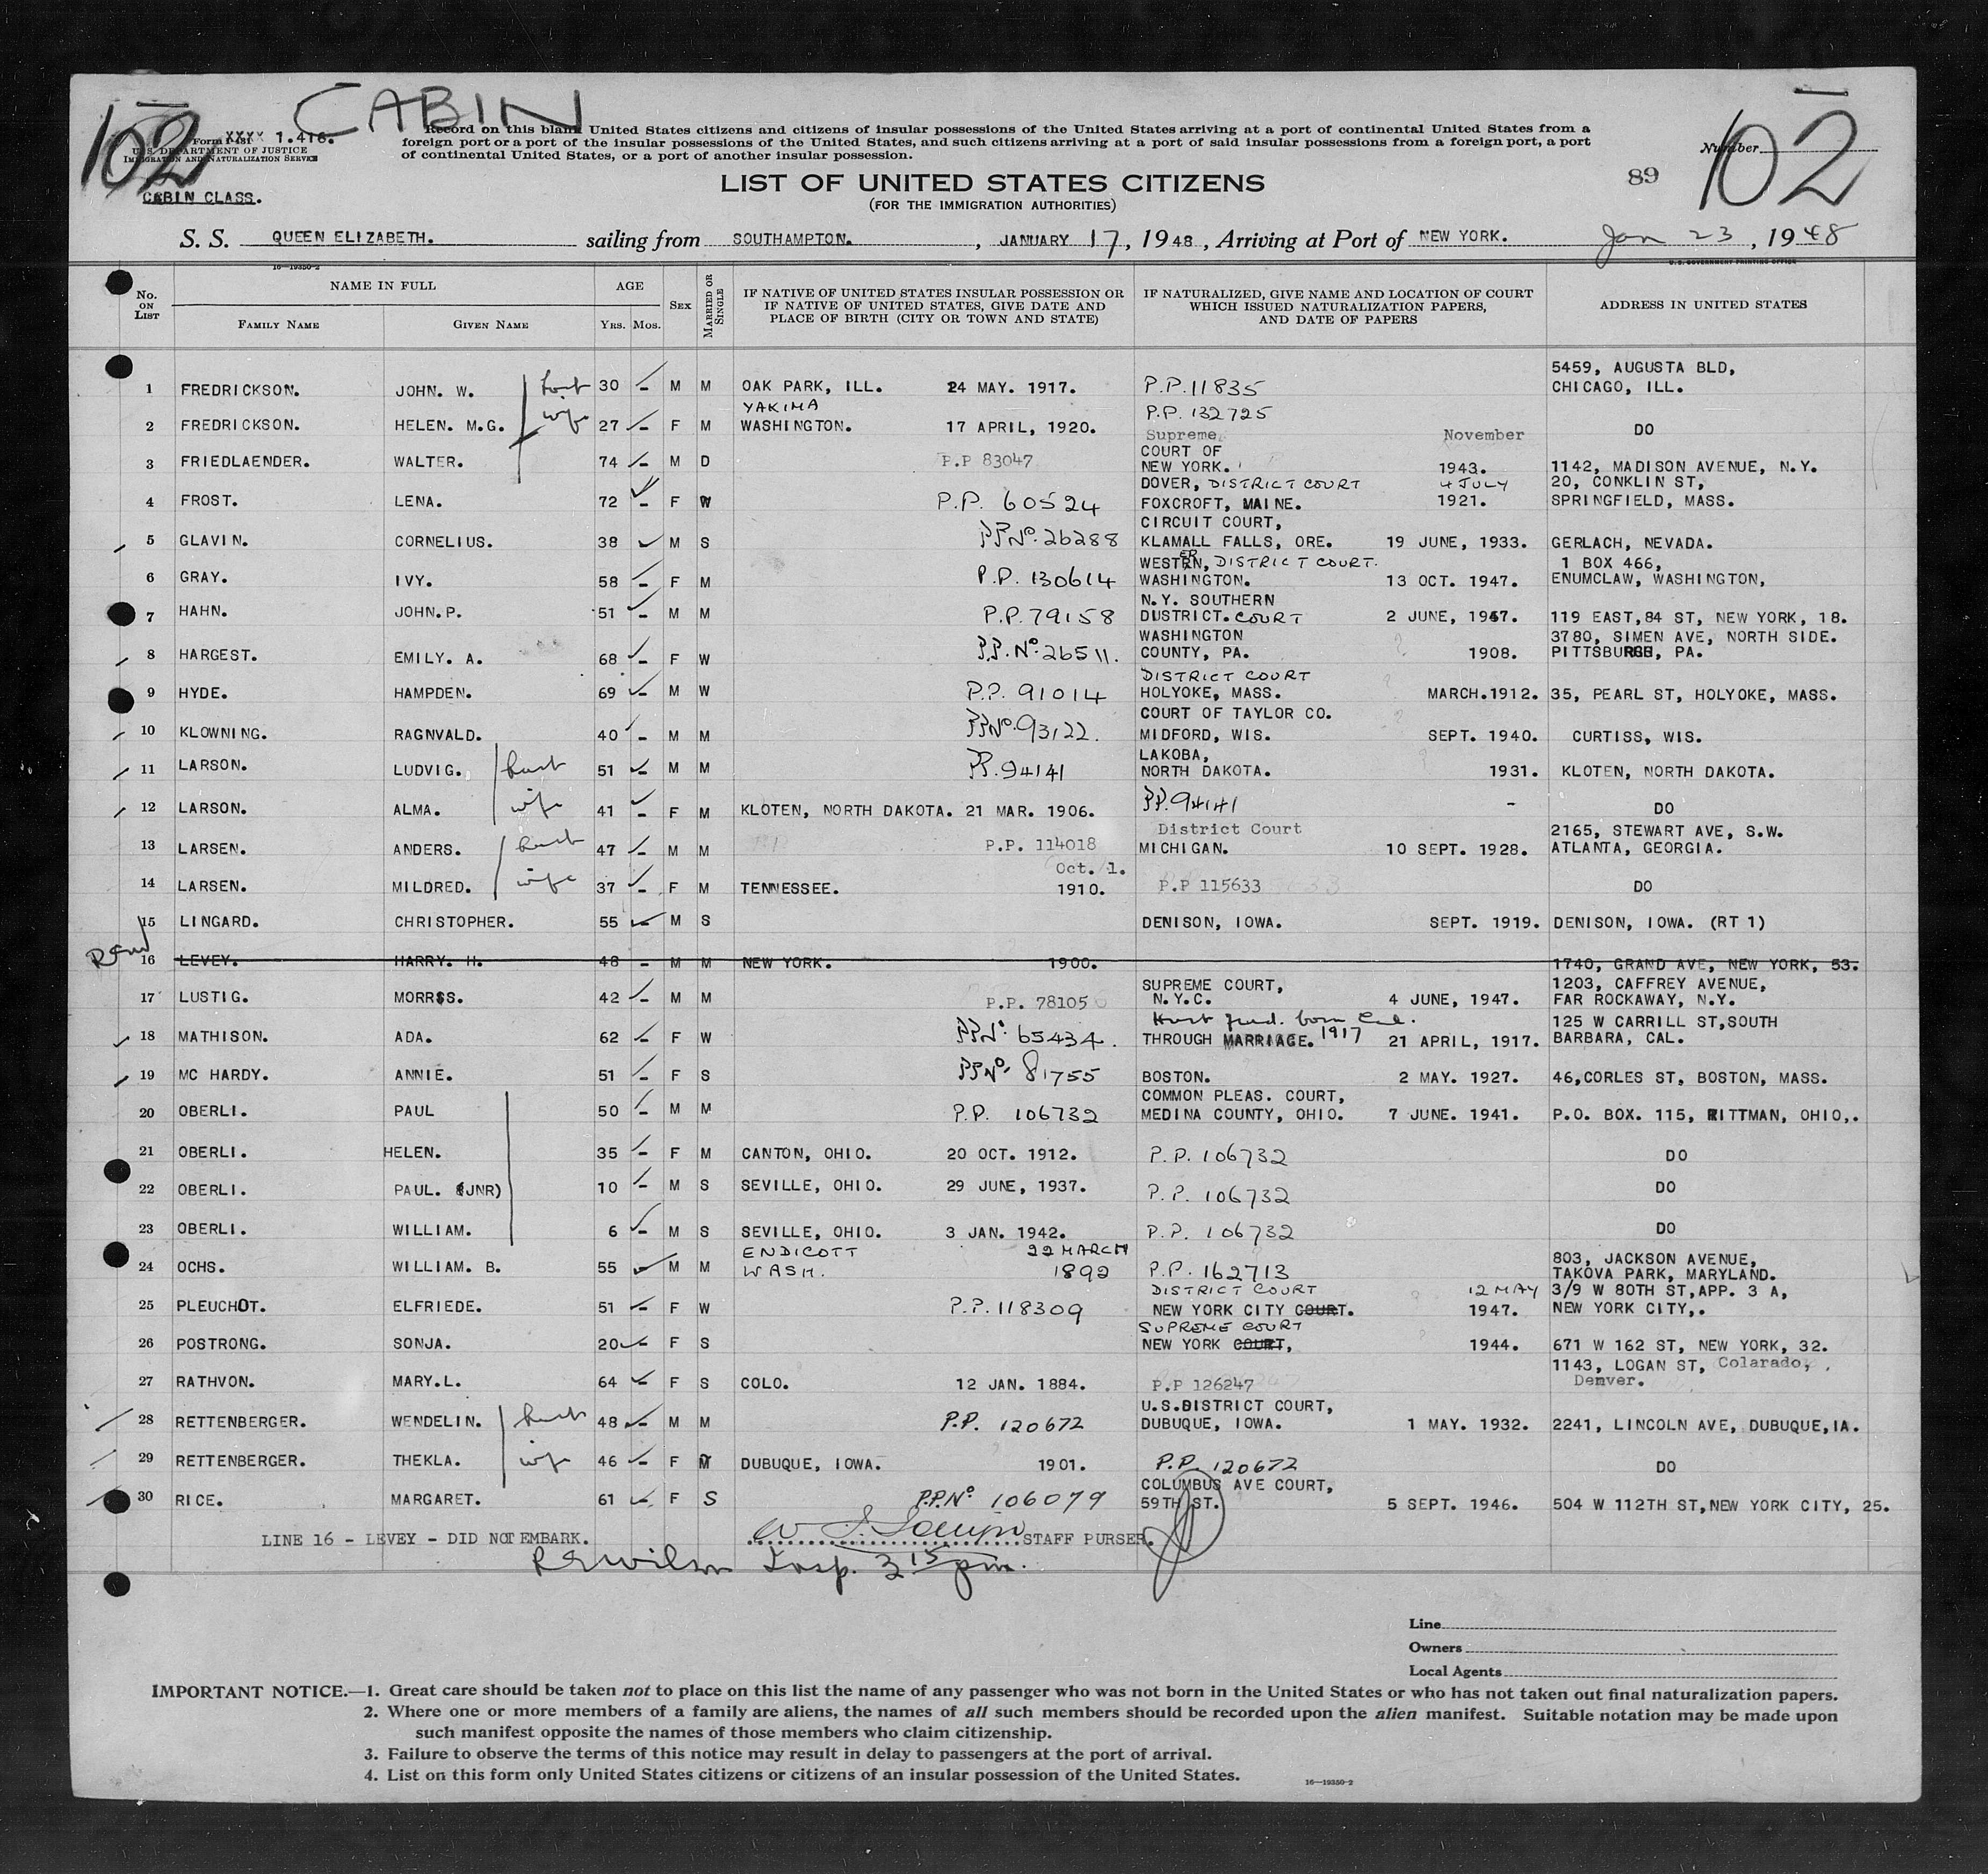 CABIN
102
Form I-431 XXXX 1.416.
U.S. DEPARTMENT OF JUSTICE
IMMIGRATION AND NATURALIZATION SERVICE
CABIN CLASS.
Record on this blank United States citizens and citizens of insular possessions of the United States arriving at a port of continental United States from a
foreign port or a port of the insular possessions of the United States, and such citizens arriving at a port of said insular possessions from a foreign port, a port
of continental United States, or a port of another insular possession.
Number
102
89
LIST OF UNITED STATES CITIZENS
(FOR THE IMMIGRATION AUTHORITIES)
S. S. QUEEN ELIZABETH. sailing from SOUTHAMPTON. , JANUARY 17, 1948, Arriving at Port of NEW YORK. Jan 23, 1948
16—19350-2
U. S. GOVERNMENT PRINTING OFFICE
No. ON LIST
NAME IN FULL
FAMILY NAME GIVEN NAME
AGE
YRS. MOS.
SEX
MARRIED OR SINGLE
IF NATIVE OF UNITED STATES INSULAR POSSESSION OR
IF NATIVE OF UNITED STATES, GIVE DATE AND
PLACE OF BIRTH (CITY OR TOWN AND STATE)
IF NATURALIZED, GIVE NAME AND LOCATION OF COURT
WHICH ISSUED NATURALIZATION PAPERS,
AND DATE OF PAPERS
ADDRESS IN UNITED STATES
5459, AUGUSTA BLD,
1 FREDRICKSON. JOHN. W. 30 - M M OAK PARK, ILL. 24 MAY. 1917. P.P. 11835 CHICAGO, ILL.
YAKIMA P.P. 132725
2 FREDRICKSON. HELEN. M.G. wife 27 - F M WASHINGTON. 17 APRIL, 1920. DO
Supreme November
COURT OF
3 FRIEDLAENDER. WALTER. 74 - M D P.P 83047 NEW YORK. 1943. 1142, MADISON AVENUE, N.Y.
DOVER, DISTRICT COURT 4 JULY 20, CONKLIN ST,
4 FROST. LENA. 72 - F W P.P. 60524 FOXCROFT, MAINE. 1921. SPRINGFIELD, MASS.
CIRCUIT COURT,
5 GLAVIN. CORNELIUS. 38 M S PP No. 26288 KLAMALL FALLS, ORE. 19 JUNE, 1933. GERLACH, NEVADA.
WESTERN, DISTRICT COURT. 1 BOX 466,
6 GRAY. IVY. 58 - F M P.P. 130614 WASHINGTON. 13 OCT. 1947. ENUMCLAW, WASHINGTON,
N.Y. SOUTHERN
7 HAHN. JOHN.P. 51 - M M P.P. 79158 DISTRICT. COURT 2 JUNE, 1947. 119 EAST,84 ST, NEW YORK, 18.
WASHINGTON 3780, SIMEN AVE, NORTH SIDE.
8 HARGEST. EMILY. A. 68 - F W P.P. No. 26511. COUNTY, PA. 1908. PITTSBURGH, PA.
DISTRICT COURT
9 HYDE. HAMPDEN. 69 - M W P.P. 91014 HOLYOKE, MASS. MARCH.1912. 35, PEARL ST, HOLYOKE, MASS.
COURT OF TAYLOR CO.
10 KLOWNING. RAGNVALD. 40 - M M PP No. 93122. MIDFORD, WIS. SEPT. 1940. CURTISS, WIS.
LAKOBA,
11 LARSON. LUDVIG. husb 51 - M M PP. 94141 NORTH DAKOTA. 1931. KLOTEN, NORTH DAKOTA.
12 LARSON. ALMA. wife 41 - F M KLOTEN, NORTH DAKOTA. 21 MAR. 1906. PP. 94141 - DO
District Court 2165, STEWART AVE, S.W.
13 LARSEN. ANDERS. husb 47 - M M P.P. 114018 MICHIGAN. 10 SEPT. 1928. ATLANTA, GEORGIA.
Oct. 1.
14 LARSEN. MILDRED. wife 37 - F M TENNESSEE. 1910. P.P 115633 DO
15 LINGARD. CHRISTOPHER. 55 - M S DENISON, IOWA. SEPT. 1919. DENISON, IOWA. (RT 1)
16 LEVEY. HARRY. H. 48 - M M NEW YORK. 1900. 1740, GRAND AVE, NEW YORK, 53.
SUPREME COURT, 1203, CAFFREY AVENUE,
17 LUSTIG. MORRIS. 42 - M M P.P. 78105 N.Y.C. 4 JUNE, 1947. FAR ROCKAWAY, N.Y.
born Cal. 125 W CARRILL ST,SOUTH
18 MATHISON. ADA. 62 - F W PP No. 65434. THROUGH MARRIAGE. 1917 21 APRIL, 1917. BARBARA, CAL.
19 MC HARDY. ANNIE. 51 - F S PP No. 81755 BOSTON. 2 MAY. 1927. 46,CORLES ST, BOSTON, MASS.
COMMON PLEAS. COURT,
20 OBERLI. PAUL 50 - M M P.P. 106732 MEDINA COUNTY, OHIO. 7 JUNE. 1941. P.O. BOX. 115, RITTMAN, OHIO,.
21 OBERLI. HELEN. 35 - F M CANTON, OHIO. 20 OCT. 1912. P.P. 106732 DO
22 OBERLI. PAUL. (JNR) 10 - M S SEVILLE, OHIO. 29 JUNE, 1937. P.P. 106732 DO
23 OBERLI. WILLIAM. 6 - M S SEVILLE, OHIO. 3 JAN. 1942. P.P. 106732 DO
ENDICOTT 22 MARCH 803, JACKSON AVENUE,
24 OCHS. WILLIAM. B. 55 M M WASH. 1892 P.P. 162713 TAKOVA PARK, MARYLAND.
DISTRICT COURT 12 MAY 3/9 W 80TH ST,APP. 3 A,
25 PLEUCHOT. ELFRIEDE. 51 - F W P.P. 118309 NEW YORK CITY COURT. 1947. NEW YORK CITY,.
SUPREME COURT
26 POSTRONG. SONJA. 20 - F S NEW YORK COURT, 1944. 671 W 162 ST, NEW YORK, 32.
1143, LOGAN ST, Colarado,
27 RATHVON. MARY.L. 64 - F S COLO. 12 JAN. 1884. P.P 126247 Denver.
U.S.DISTRICT COURT,
28 RETTENBERGER. WENDELIN. husb 48 - M M P.P. 120672 DUBUQUE, IOWA. 1 MAY. 1932. 2241, LINCOLN AVE, DUBUQUE,IA.
29 RETTENBERGER. THEKLA. wife 46 - F M DUBUQUE, IOWA. 1901. P.P. 120672 DO
COLUMBUS AVE COURT,
30 RICE. MARGARET. 61 - F S P.P.No 106079 59TH ST. 5 SEPT. 1946. 504 W 112TH ST,NEW YORK CITY, 25.
LINE 16 - LEVEY - DID NOT EMBARK. STAFF PURSER.
RGWilson Insp. 3 15 pm.
Line
Owners
Local Agents
IMPORTANT NOTICE.—1. Great care should be taken not to place on this list the name of any passenger who was not born in the United States or who has not taken out final naturalization papers.
2. Where one or more members of a family are aliens, the names of all such members should be recorded upon the alien manifest. Suitable notation may be made upon
such manifest opposite the names of those members who claim citizenship.
3. Failure to observe the terms of this notice may result in delay to passengers at the port of arrival.
4. List on this form only United States citizens or citizens of an insular possession of the United States.
16—19350-2